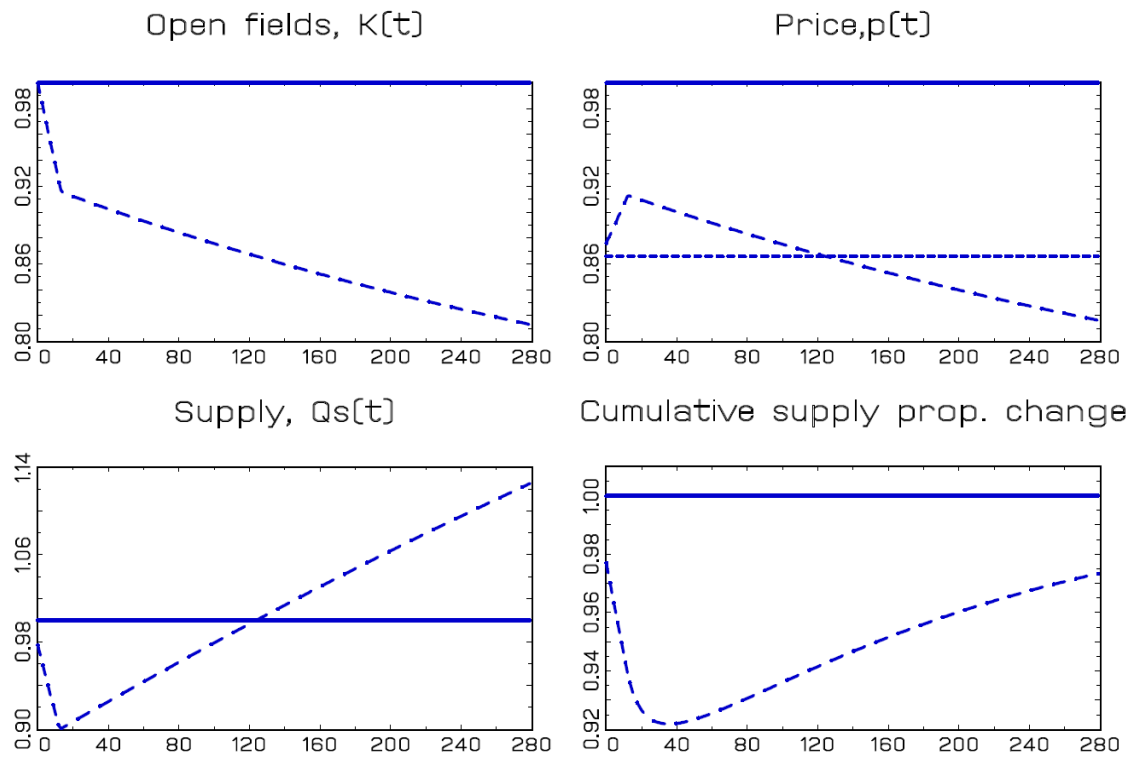 Open fields, K(t)
0.98
0.92
0.86
0.80
0 40 80 120 160 200 240 280
Price,p(t)
0.98
0.92
0.86
0.80
0 40 80 120 160 200 240 280
Supply, Qs(t)
1.14
1.06
0.98
0.90
0 40 80 120 160 200 240 280
Cumulative supply prop. change
1.00
0.98
0.96
0.94
0.92
0 40 80 120 160 200 240 280